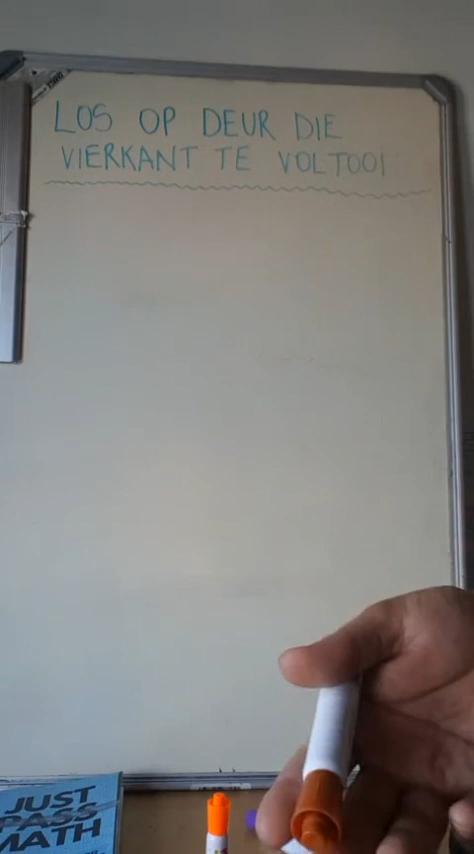 LOS OP DEUR DIE
VIERKANT TE VOLTOOI
JUST
PASS
MATH